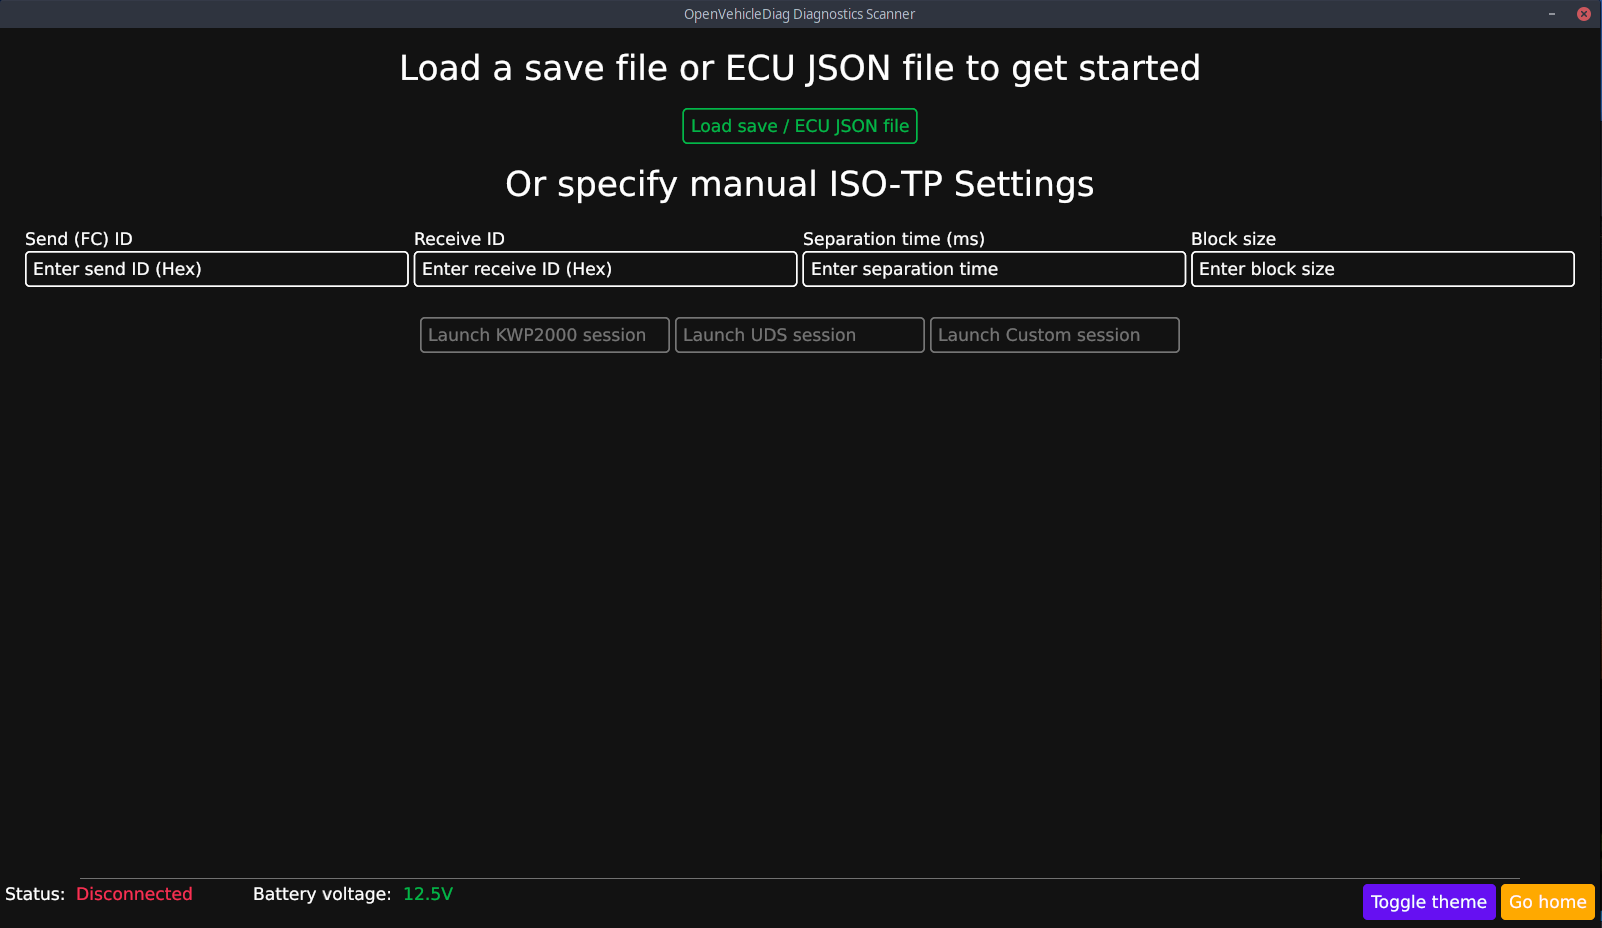 OpenVehicleDiag Diagnostics Scanner
Load a save file or ECU JSON file to get started
Load save / ECU JSON file
Or specify manual ISO-TP Settings
Send (FC) ID Receive ID Separation time (ms) Block size
Enter send ID (Hex) Enter receive ID (Hex) Enter separation time Enter block size
Launch KWP2000 session Launch UDS session Launch Custom session
Status: Disconnected Battery voltage: 12.5V Toggle theme Go home